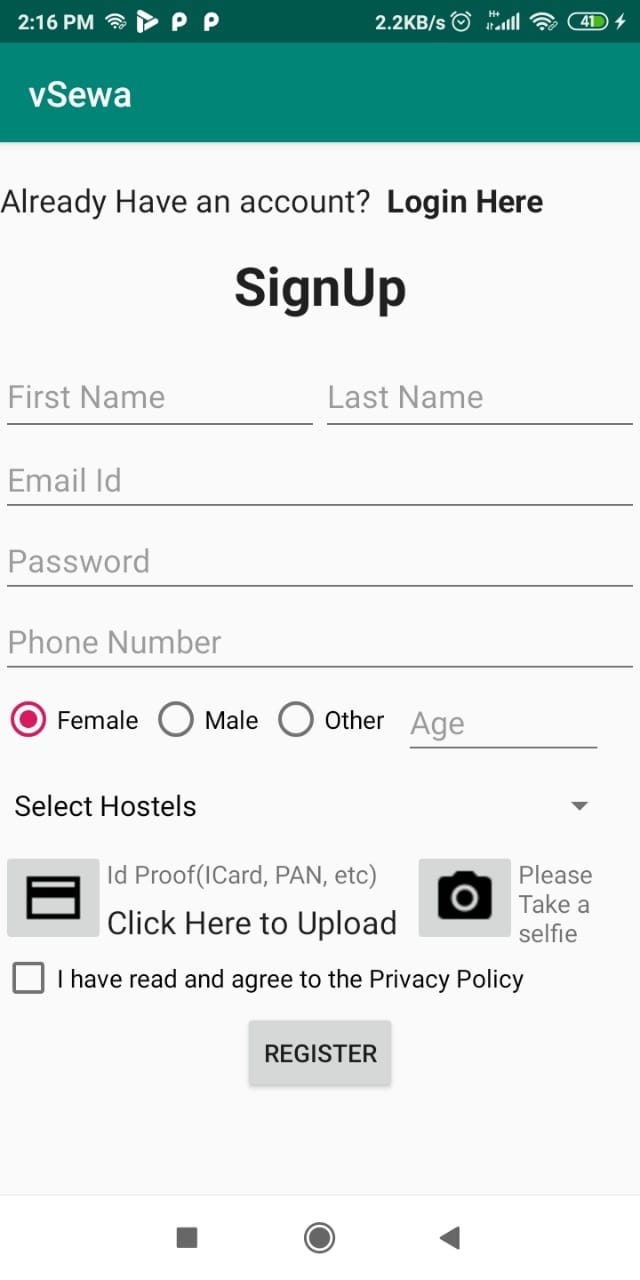 2:16 PM P P 2.2KB/s H+ 41
vSewa
Already Have an account? Login Here
SignUp
First Name Last Name
Email Id
Password
Phone Number
Female Male Other Age
Select Hostels
Id Proof(ICard, PAN, etc)
Click Here to Upload
Please
Take a
selfie
I have read and agree to the Privacy Policy
REGISTER